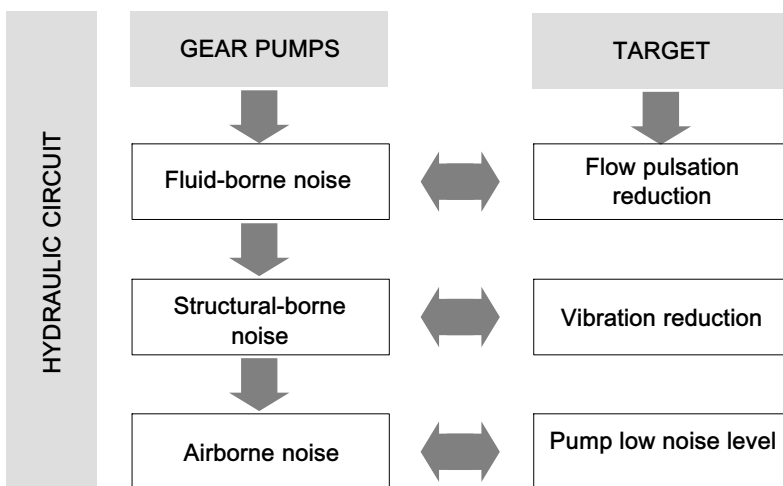 HYDRAULIC CIRCUIT
GEAR PUMPS
TARGET
Fluid-borne noise
Flow pulsation
reduction
Structural-borne
noise
Vibration reduction
Airborne noise
Pump low noise level